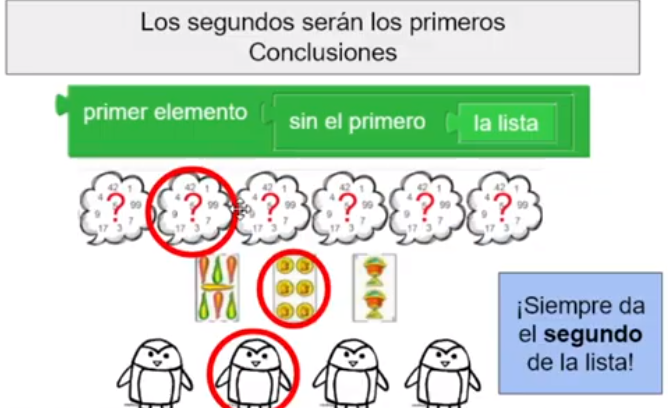 Los segundos serán los primeros
Conclusiones
primer elemento sin el primero la lista
42 1 4 ? 99 9 7 17 3
42 1 4 ? 99 9 7 17 3
42 1 4 ? 99 9 7 17 3
42 1 4 ? 99 9 7 17 3
42 1 4 ? 99 9 7 17 3
42 1 4 ? 99 9 7 17 3
¡Siempre da
el segundo
de la lista!